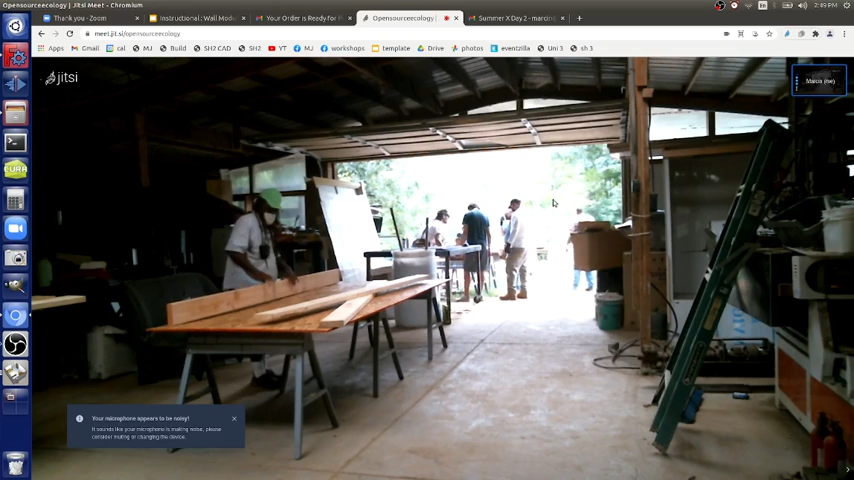 Opensourceecology | Jitsi Meet - Chromium
2:49 PM
Thank you - Zoom
Instructional: Wall Mod
Your Order is Ready for P
Opensourceecology
Summer X Day 2 - marcin
meet.jit.si/opensourceecology
Apps
Gmail
cal
MJ
Build
SH2 CAD
SH2
YT
MJ
workshops
template
Drive
photos
eventzilla
Uni 3
sh 3
jitsi
Marcin (me)
Your microphone appears to be noisy!
It sounds like your microphone is making noise, please
consider muting or changing the device.